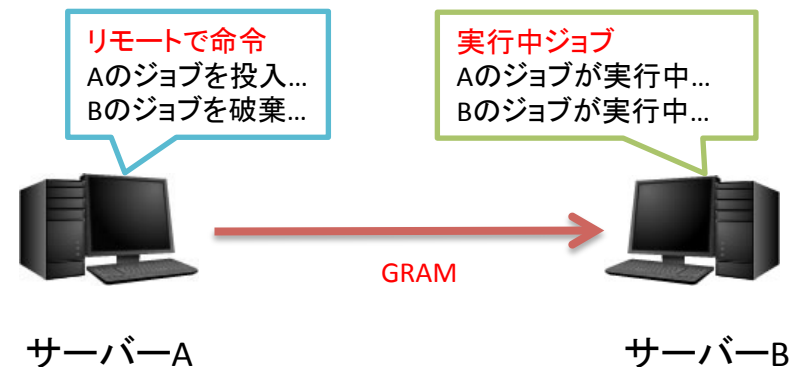 リモートで命令
Aのジョブを投入…
Bのジョブを破棄…
実行中ジョブ
Aのジョブが実行中…
Bのジョブが実行中…
GRAM
サーバーA
サーバーB